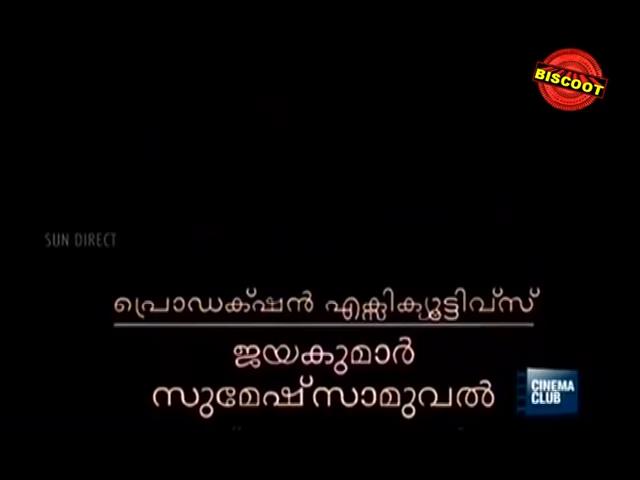 BISCOOT
SUN DIRECT
പ്രൊഡക്ഷൻ എക്സിക്യൂട്ടിവ്സ്
ജയകുമാർ
സുമേഷ് സാമുവൽ
CINEMA
CLUB